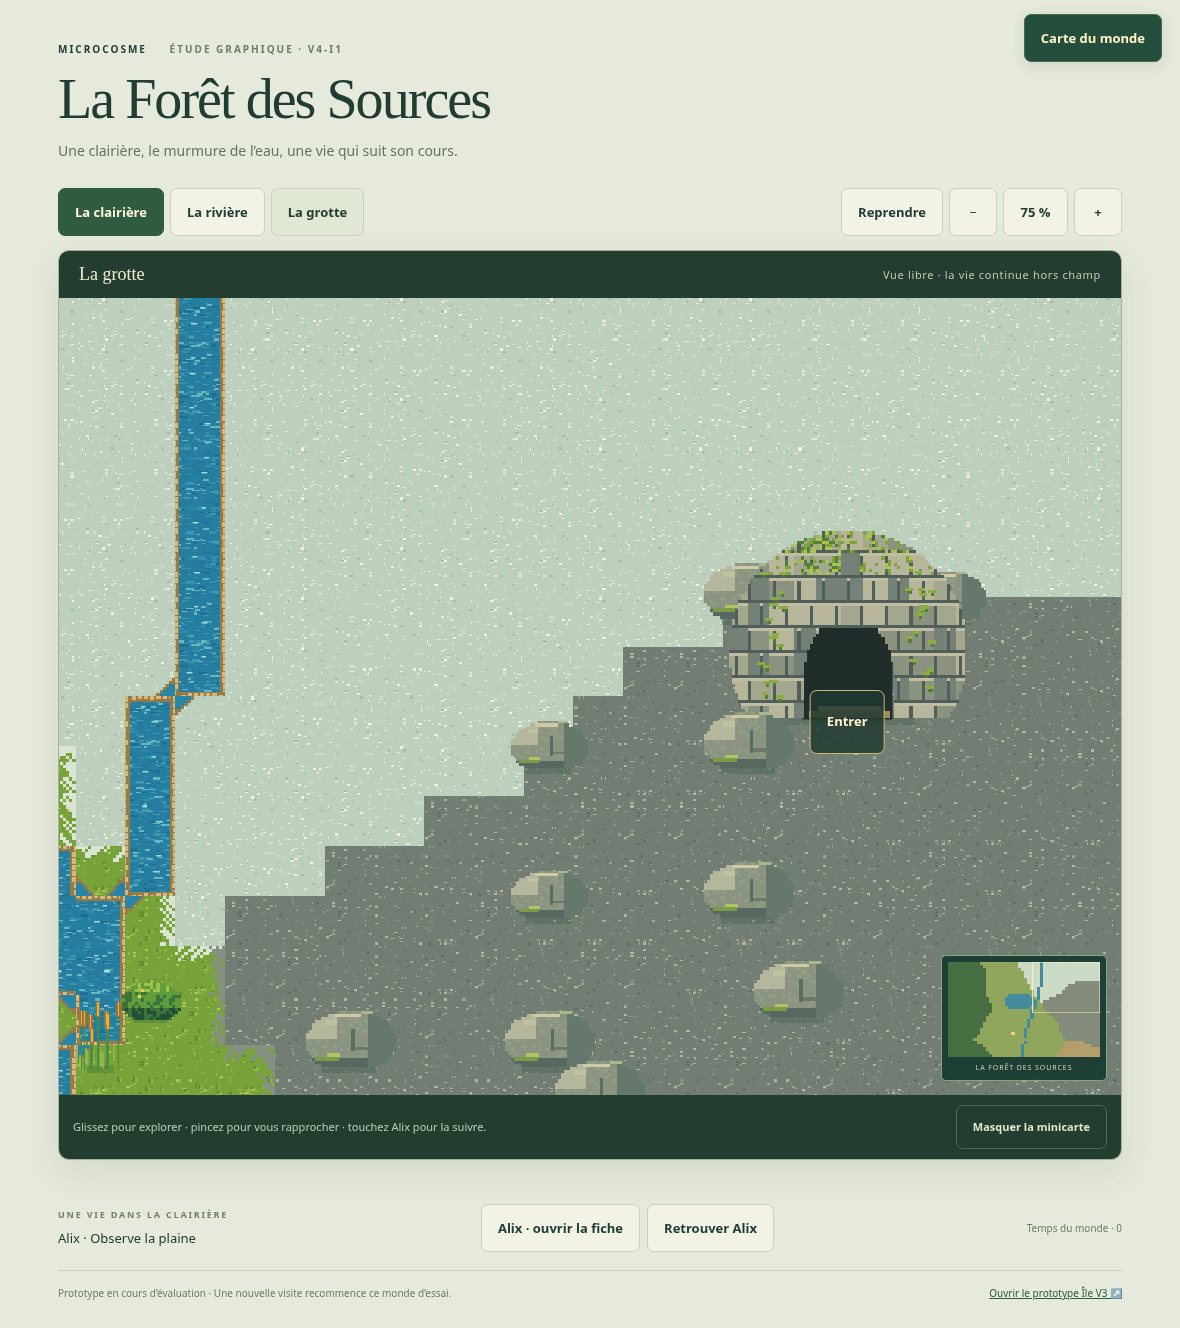 Carte du monde
MICROCOSME ÉTUDE GRAPHIQUE · V4-I1
La Forêt des Sources
Une clairière, le murmure de l’eau, une vie qui suit son cours.
La clairière La rivière La grotte Reprendre − 75 % +
La grotte Vue libre · la vie continue hors champ
Entrer
LA FORÊT DES SOURCES
Glissez pour explorer · pincez pour vous rapprocher · touchez Alix pour la suivre. Masquer la minicarte
UNE VIE DANS LA CLAIRIÈRE
Alix · Observe la plaine
Alix · ouvrir la fiche Retrouver Alix Temps du monde · 0
Prototype en cours d’évaluation · Une nouvelle visite recommence ce monde d’essai. Ouvrir le prototype Île V3 ↗